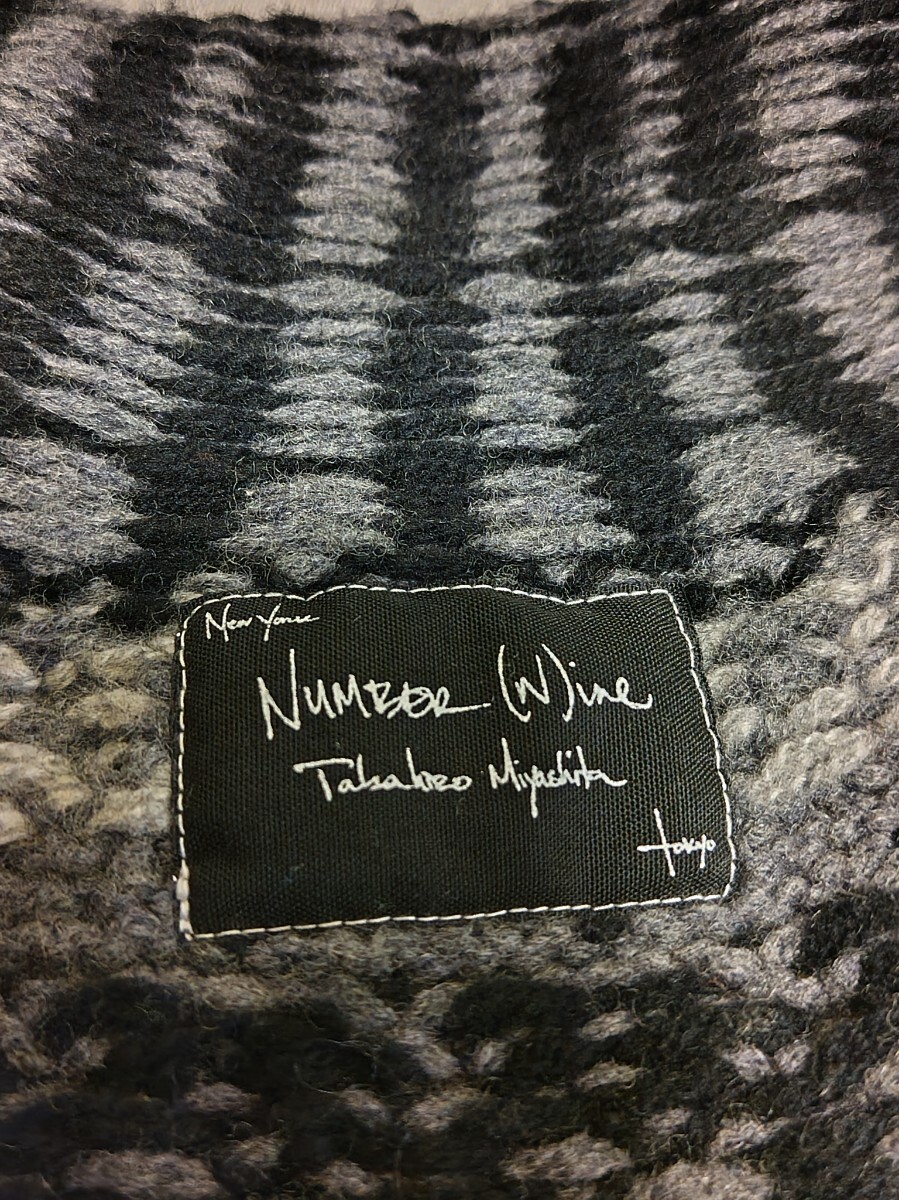 New York
NUMBER (N)ine
Takahiro Miyashita
tokyo